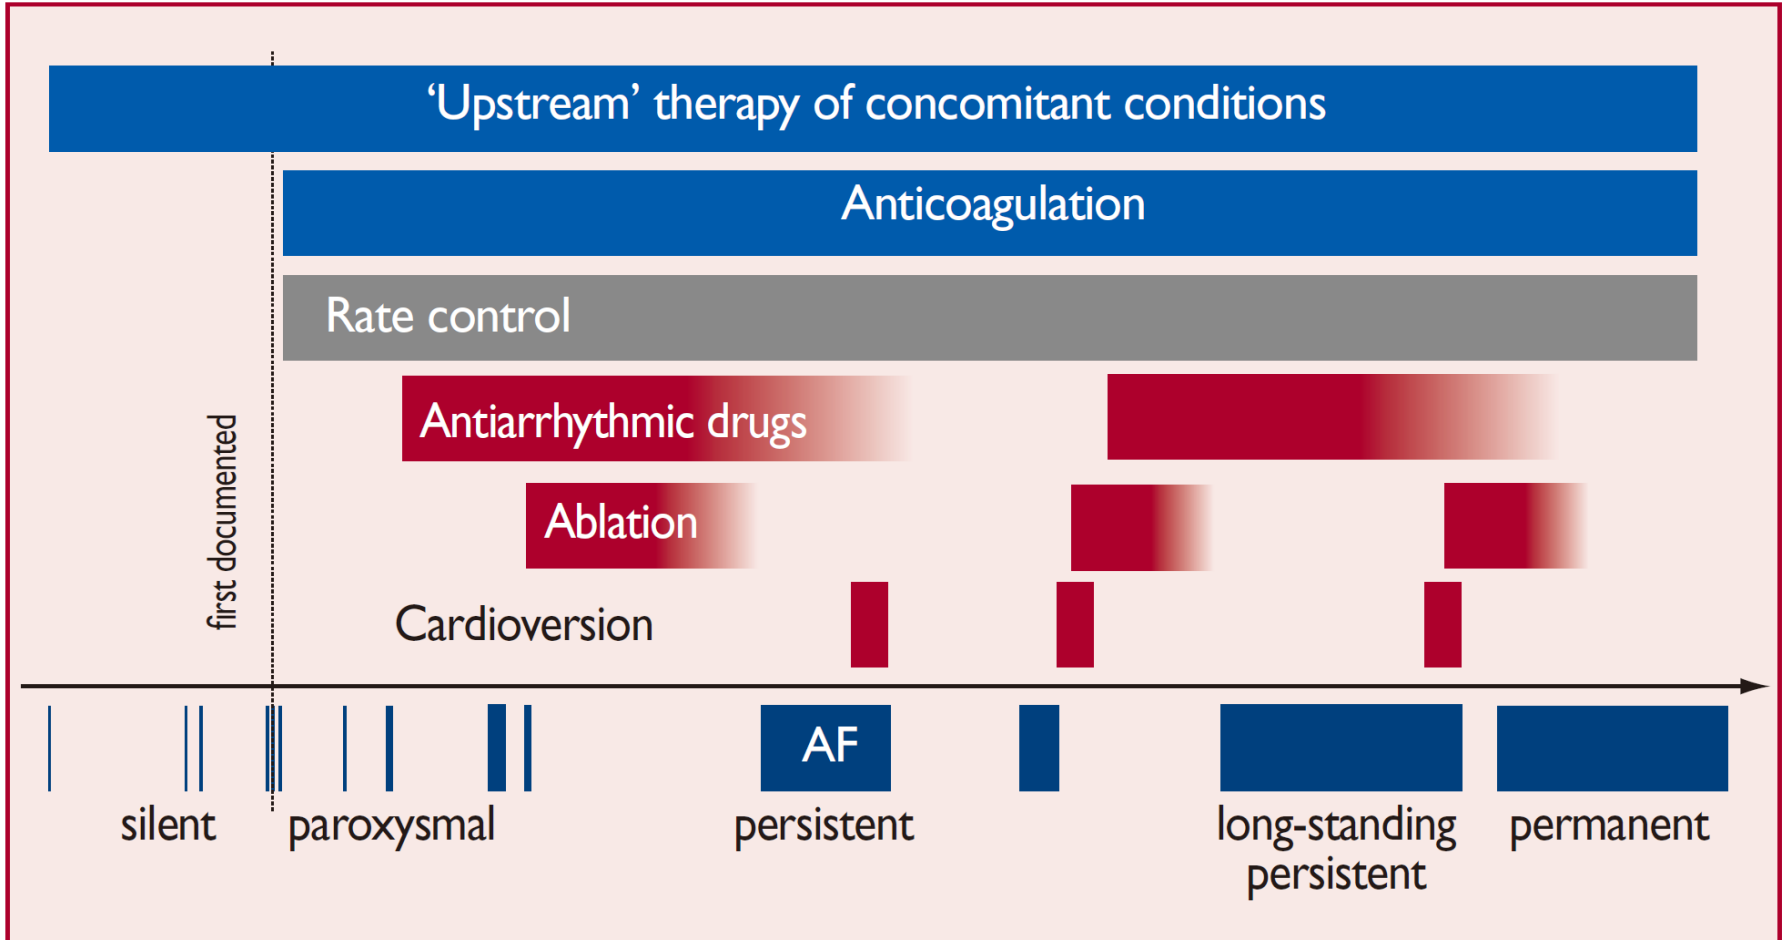 ‘Upstream’ therapy of concomitant conditions
Anticoagulation
Rate control
Antiarrhythmic drugs
Ablation
Cardioversion
first documented
AF
silent
paroxysmal
persistent
long-standing
persistent
permanent